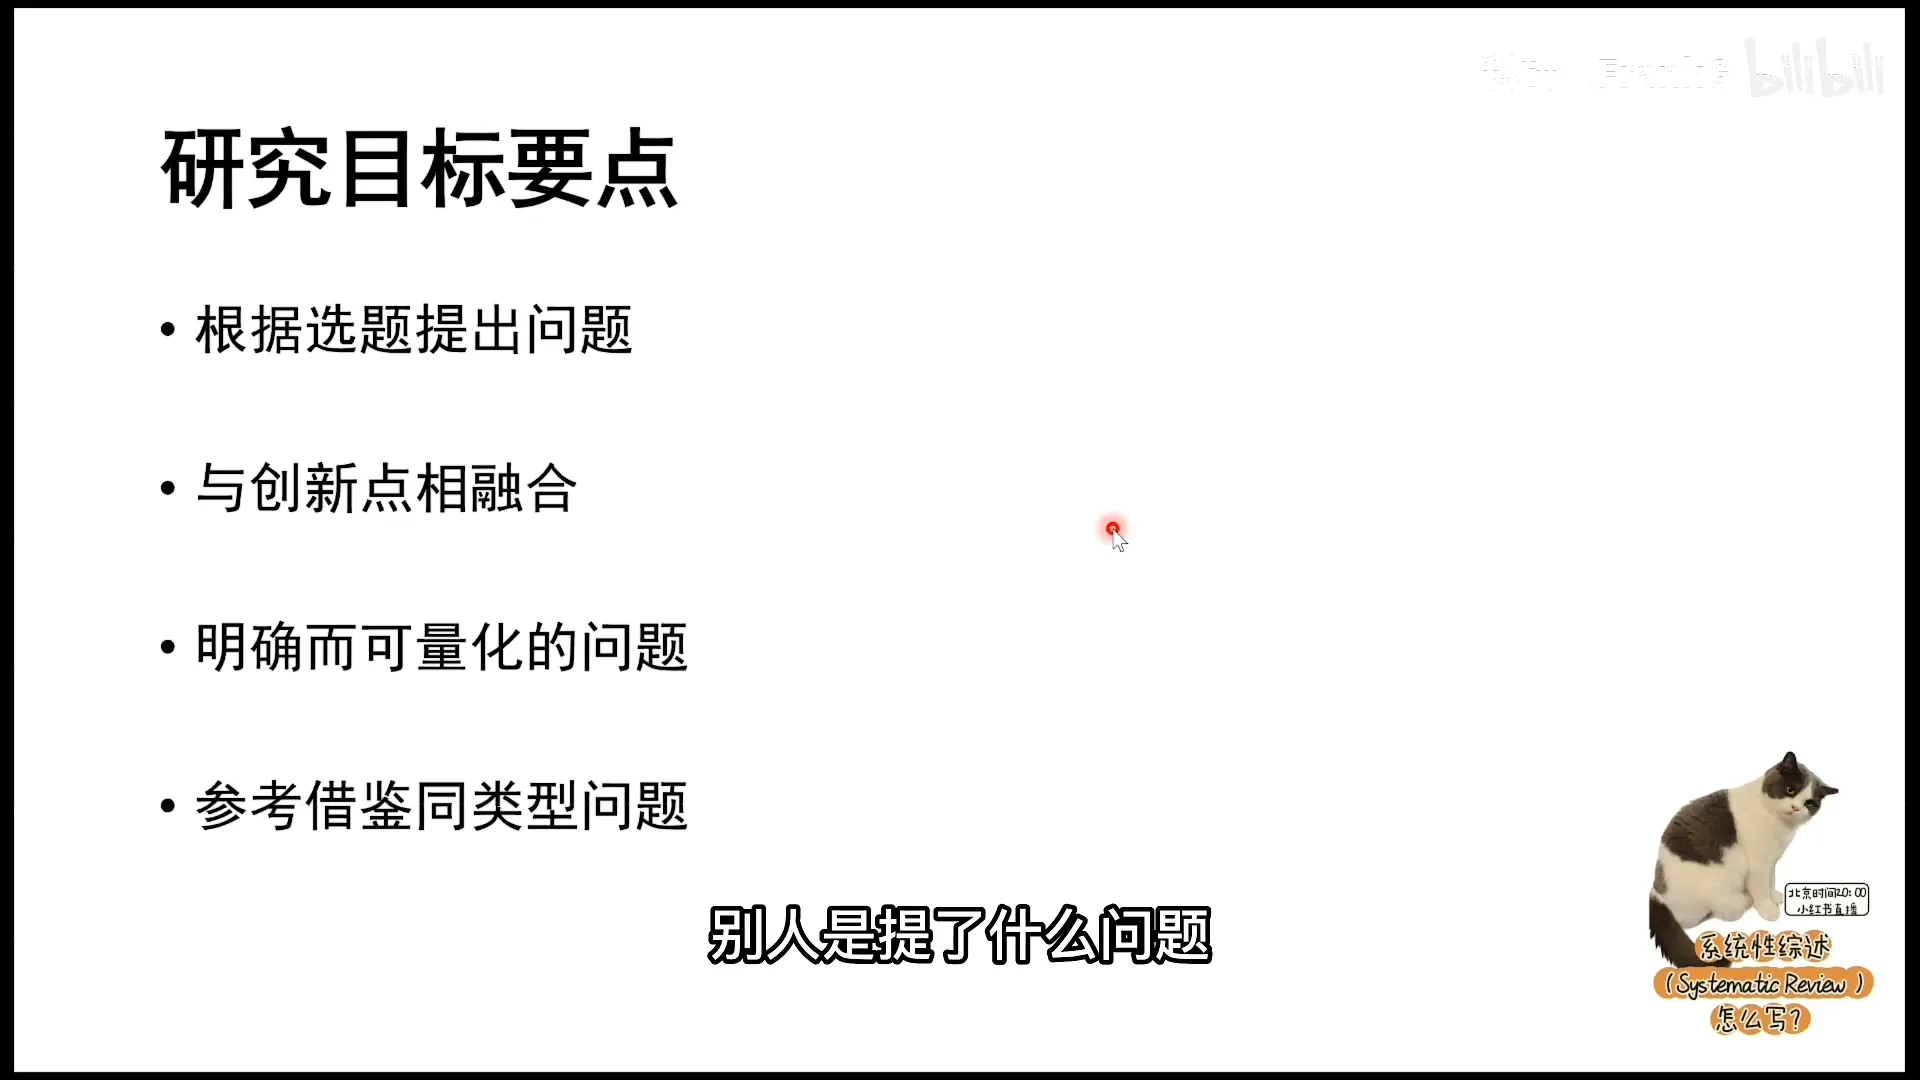 bilibili
研究目标要点
• 根据选题提出问题
• 与创新点相融合
• 明确而可量化的问题
• 参考借鉴同类型问题
别人是提了什么问题
北京时间20:00
小红书直播
系统性综述
(Systematic Review)
怎么写?